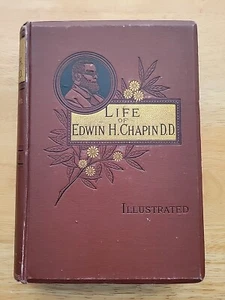 LIFE
OF
EDWIN H. CHAPIN D.D.
ILLUSTRATED